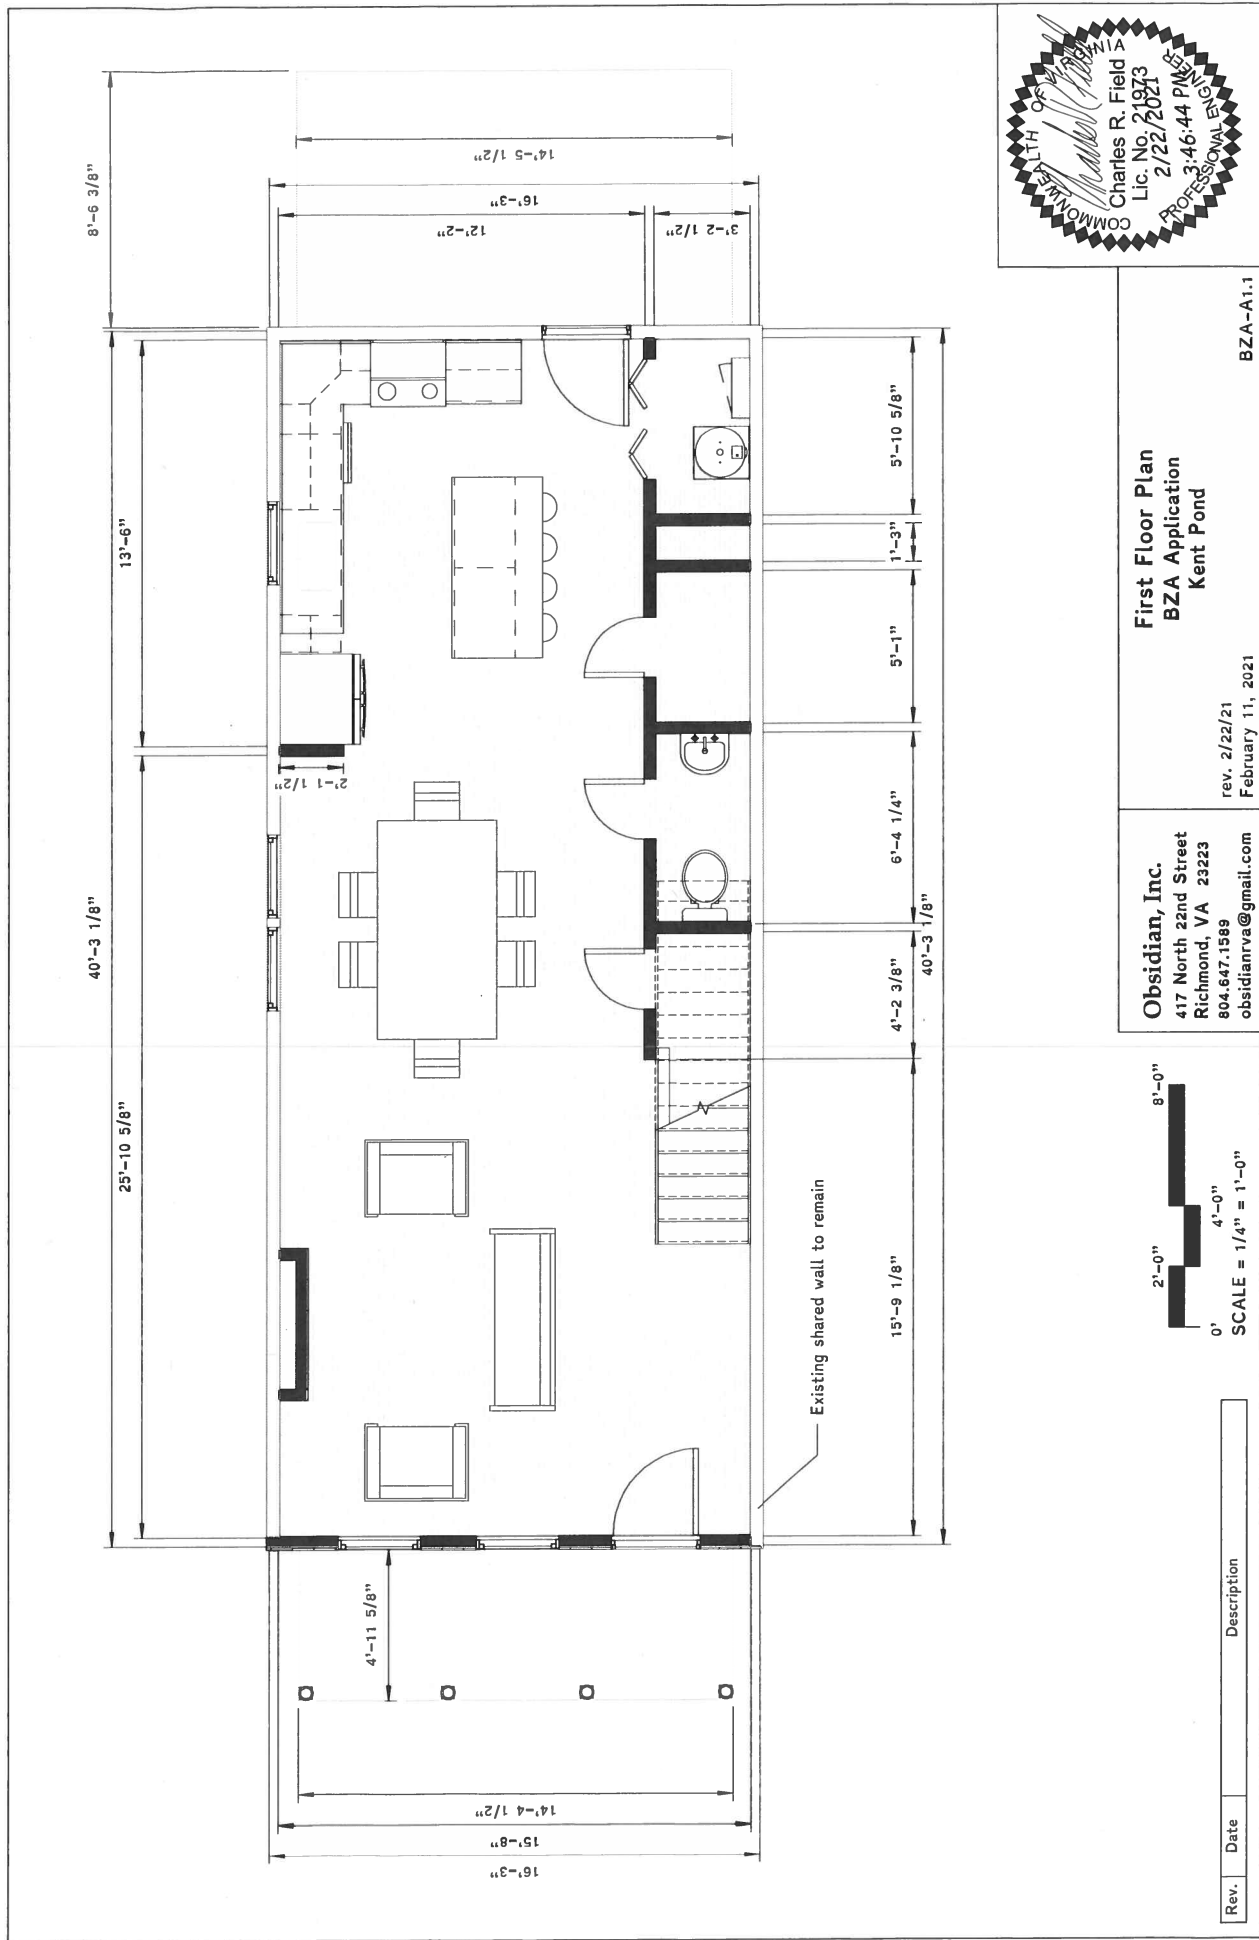 8'-6 3/8"
14'-5 1/2"
16'-3"
12'-2"
3'-2 1/2"
40'-3 1/8"
13'-6"
25'-10 5/8"
2'-1 1/2"
5'-10 5/8"
1'-3"
5'-1"
6'-4 1/4"
4'-2 3/8"
15'-9 1/8"
40'-3 1/8"
4'-11 5/8"
14'-4 1/2"
15'-8"
16'-3"
Existing shared wall to remain
Rev.
Date
Description
0'
2'-0"
4'-0"
8'-0"
SCALE = 1/4" = 1'-0"
Obsidian, Inc.
417 North 22nd Street
Richmond, VA 23223
804.647.1589
obsidianrva@gmail.com
First Floor Plan
BZA Application
Kent Pond
rev. 2/22/21
February 11, 2021
BZA-A1.1
COMMONWEALTH OF VIRGINIA
Charles R. Field
Lic. No. 21973
2/22/2021
3:46:44 PM
PROFESSIONAL ENGINEER